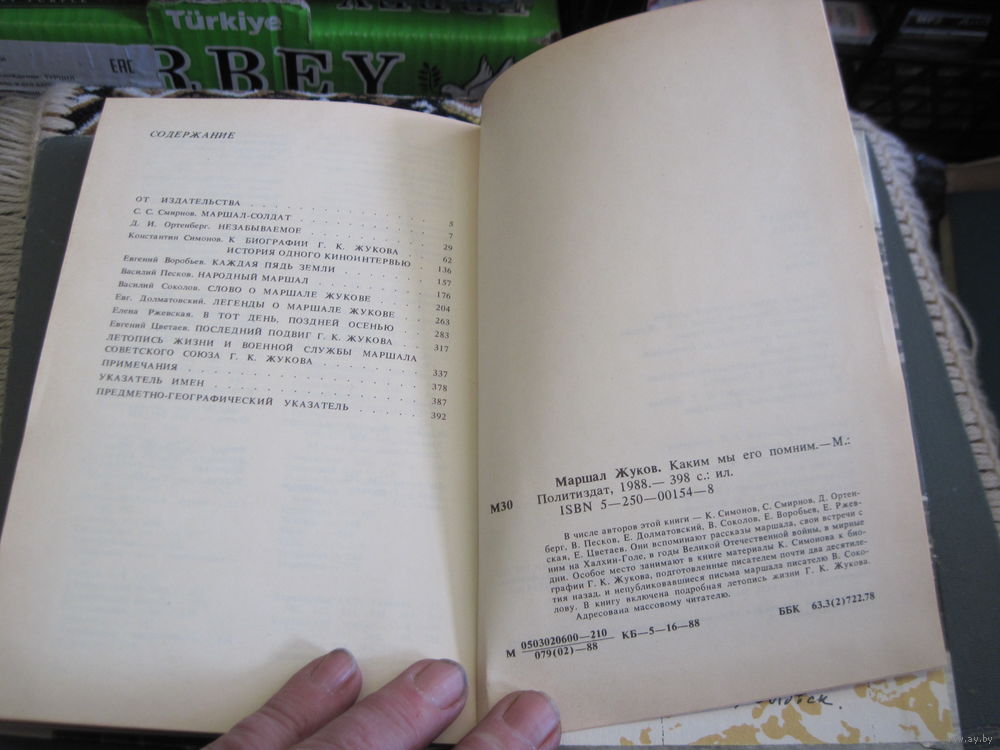 Türkiye
RBEY
EAC
СОДЕРЖАНИЕ
ОТ ИЗДАТЕЛЬСТВА . . . 5
С. С. Смирнов. МАРШАЛ-СОЛДАТ . . . 7
Д. И. Ортенберг. НЕЗАБЫВАЕМОЕ . . . 29
Константин Симонов. К БИОГРАФИИ Г. К. ЖУКОВА . . . 62
ИСТОРИЯ ОДНОГО КИНОИНТЕРВЬЮ . 136
Евгений Воробьев. КАЖДАЯ ПЯДЬ ЗЕМЛИ . . . 157
Василий Песков. НАРОДНЫЙ МАРШАЛ . . . 176
Василий Соколов. СЛОВО О МАРШАЛЕ ЖУКОВЕ . . . 204
Евг. Долматовский. ЛЕГЕНДЫ О МАРШАЛЕ ЖУКОВЕ . . 263
Елена Ржевская. В ТОТ ДЕНЬ, ПОЗДНЕЙ ОСЕНЬЮ . . 283
Евгений Цветаев. ПОСЛЕДНИЙ ПОДВИГ Г. К. ЖУКОВА . . 317
ЛЕТОПИСЬ ЖИЗНИ И ВОЕННОЙ СЛУЖБЫ МАРШАЛА
СОВЕТСКОГО СОЮЗА Г. К. ЖУКОВА . . . 337
ПРИМЕЧАНИЯ . . . 378
УКАЗАТЕЛЬ ИМЕН . . . 387
ПРЕДМЕТНО-ГЕОГРАФИЧЕСКИЙ УКАЗАТЕЛЬ . . . 392
Маршал Жуков. Каким мы его помним.— М.:
М30 Политиздат, 1988.— 398 с.: ил.
ISBN 5—250—00154—8
В числе авторов этой книги — К. Симонов, С. Смирнов, Д. Ортен-
берг, В. Песков, Е. Долматовский, В. Соколов, Е. Воробьев, Е. Ржев-
ская, Е. Цветаев. Они вспоминают рассказы маршала, свои встречи с
ним на Халхин-Голе, в годы Великой Отечественной войны, в мирные
дни. Особое место занимают в книге материалы К. Симонова к био-
графии Г. К. Жукова, подготовленные писателем почти два десятиле-
тия назад, и непубликовавшиеся письма маршала писателю В. Соко-
лову. В книгу включена подробная летопись жизни Г. К. Жукова.
Адресована массовому читателю.
М 0503020600—210 КБ—5—16—88 ББК 63.3(2)722.78
079(02)—88
www.ay.by